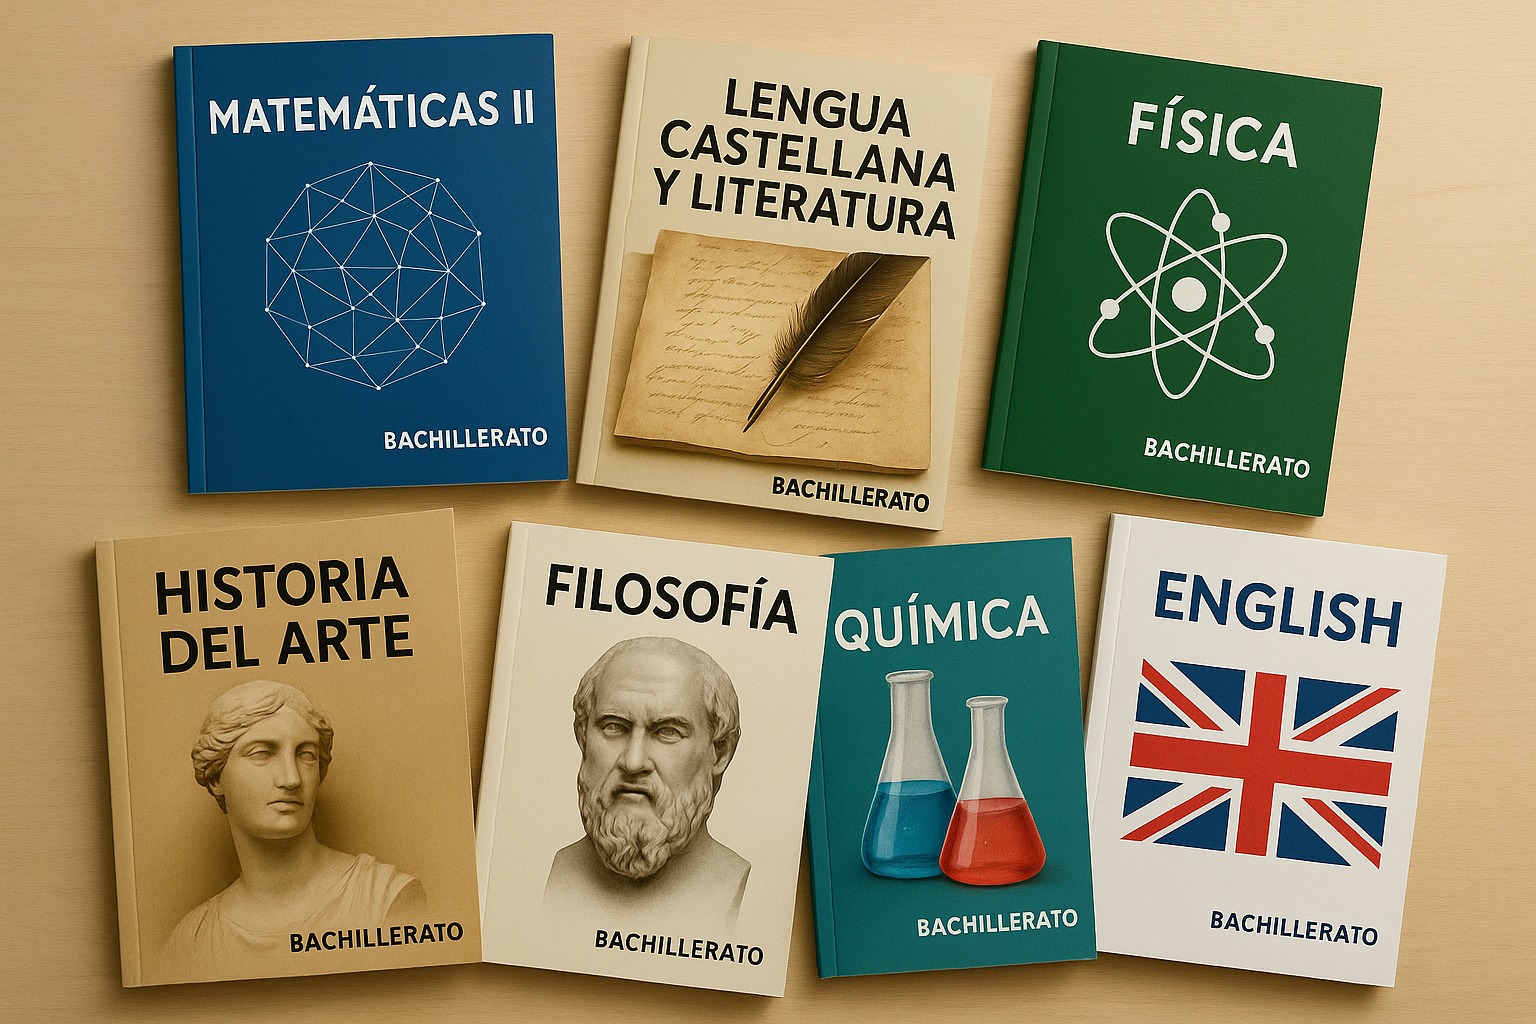 MATEMÁTICAS II
BACHILLERATO
LENGUA
CASTELLANA
Y LITERATURA
BACHILLERATO
FÍSICA
BACHILLERATO
HISTORIA
DEL ARTE
BACHILLERATO
FILOSOFÍA
BACHILLERATO
QUÍMICA
BACHILLERATO
ENGLISH
BACHILLERATO